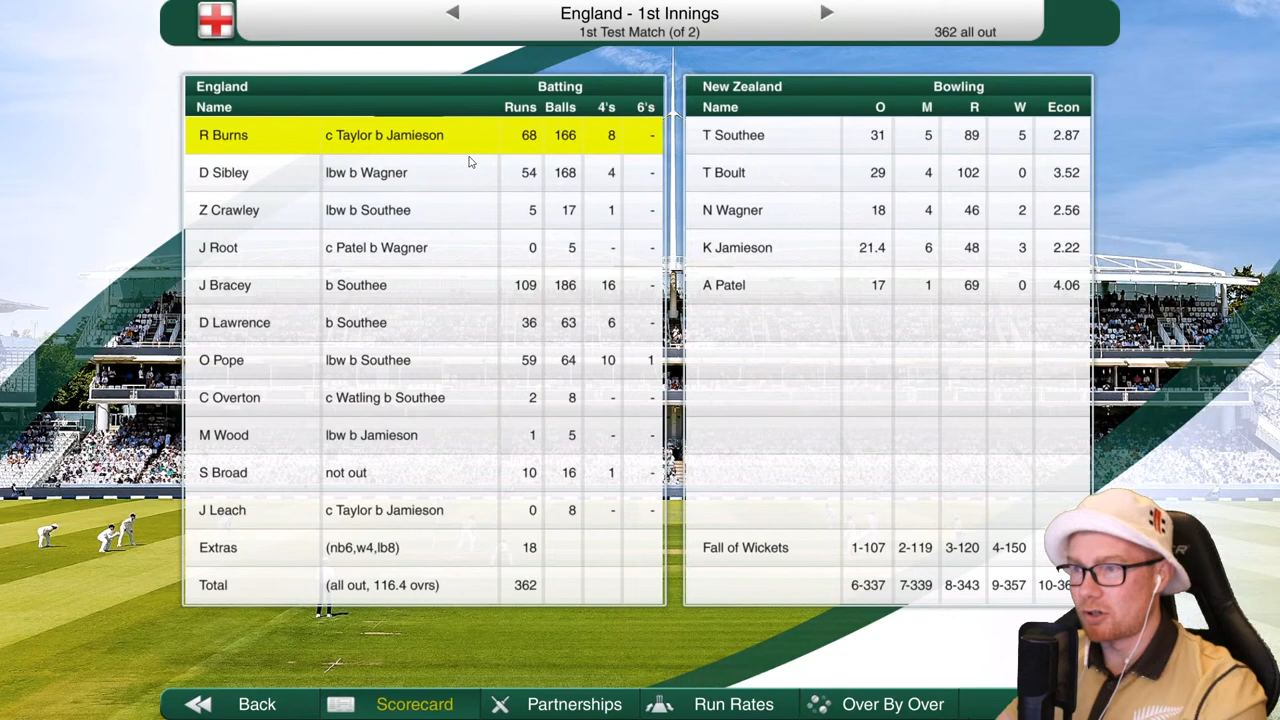 England - 1st Innings
1st Test Match (of 2)
362 all out
England Batting
Name Runs Balls 4's 6's
R Burns c Taylor b Jamieson 68 166 8 -
D Sibley lbw b Wagner 54 168 4 -
Z Crawley lbw b Southee 5 17 1 -
J Root c Patel b Wagner 0 5 - -
J Bracey b Southee 109 186 16 -
D Lawrence b Southee 36 63 6 -
O Pope lbw b Southee 59 64 10 1
C Overton c Watling b Southee 2 8 - -
M Wood lbw b Jamieson 1 5 - -
S Broad not out 10 16 1 -
J Leach c Taylor b Jamieson 0 8 - -
Extras (nb6,w4,lb8) 18
Total (all out, 116.4 ovrs) 362
New Zealand Bowling
Name O M R W Econ
T Southee 31 5 89 5 2.87
T Boult 29 4 102 0 3.52
N Wagner 18 4 46 2 2.56
K Jamieson 21.4 6 48 3 2.22
A Patel 17 1 69 0 4.06
Fall of Wickets 1-107 2-119 3-120 4-150
6-337 7-339 8-343 9-357
Back Scorecard Partnerships Run Rates Over By Over